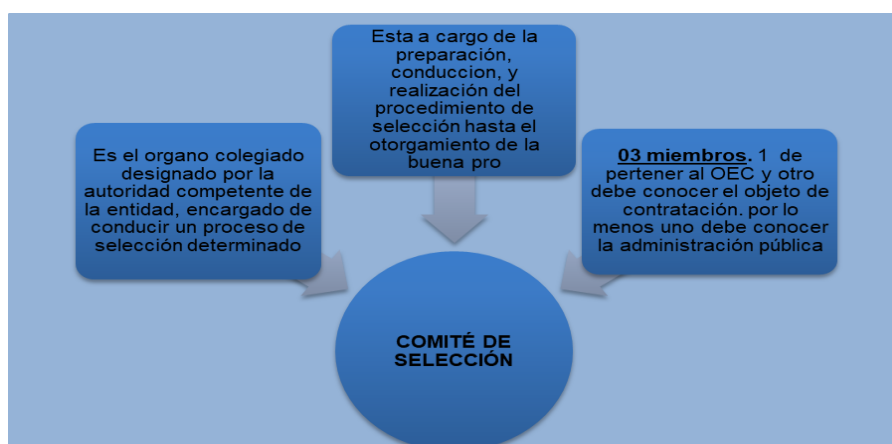 Es el organo colegiado
designado por la
autoridad competente de
la entidad, encargado de
conducir un proceso de
selección determinado
Esta a cargo de la
preparación,
conduccion, y
realización del
procedimiento de
selección hasta el
otorgamiento de la
buena pro
03 miembros. 1 de
pertener al OEC y otro
debe conocer el objeto de
contratación. por lo
menos uno debe conocer
la administración pública
COMITÉ DE
SELECCIÓN